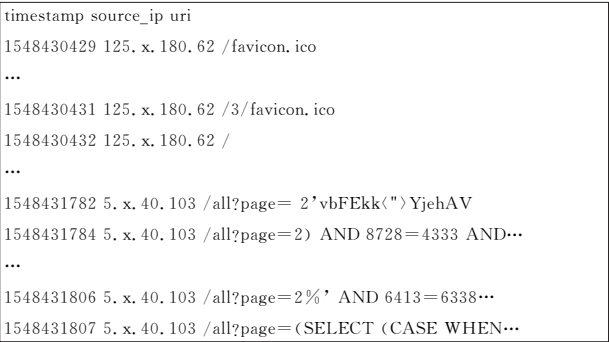 timestamp source_ip uri
1548430429 125.x.180.62 /favicon.ico
…
1548430431 125.x.180.62 /3/favicon.ico
1548430432 125.x.180.62 /
…
1548431782 5.x.40.103 /all?page= 2’vbFEkk〈"〉YjehAV
1548431784 5.x.40.103 /all?page=2) AND 8728=4333 AND…
…
1548431806 5.x.40.103 /all?page=2%’ AND 6413=6338…
1548431807 5.x.40.103 /all?page=(SELECT (CASE WHEN…